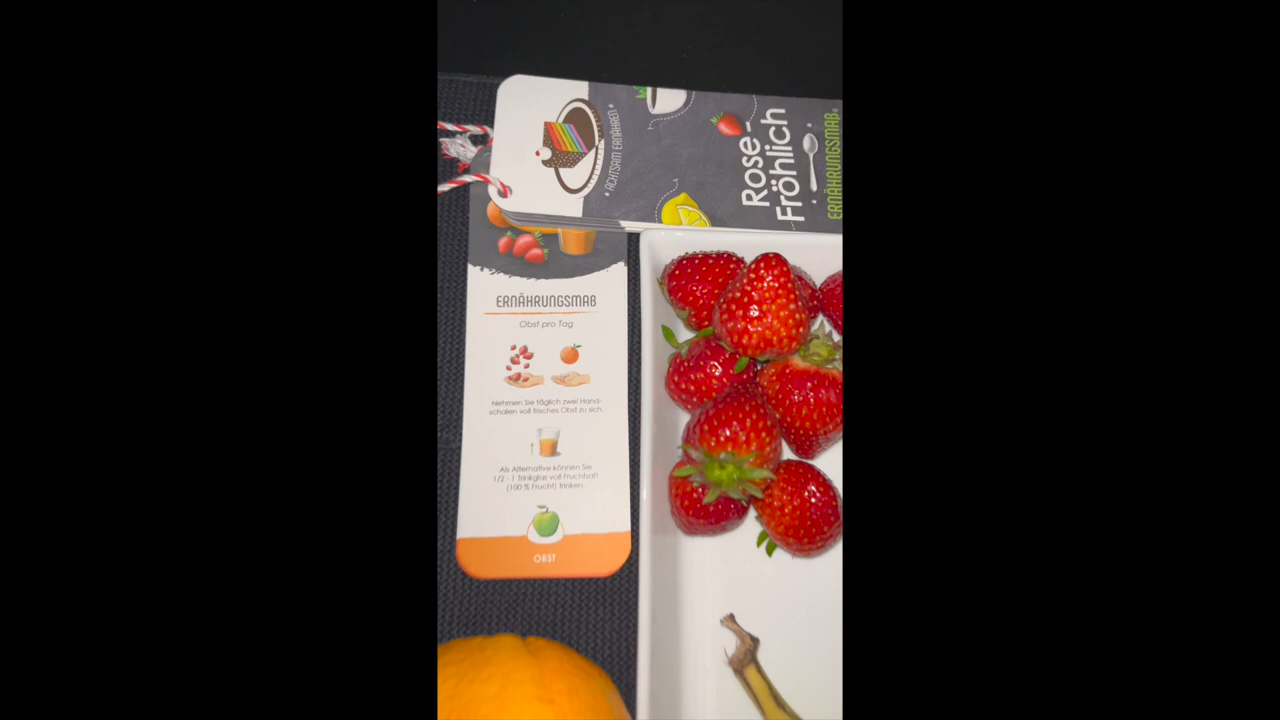 * ACHTSAM ERNÄHREN *
Rose-
Fröhlich
ERNÄHRUNGSMAß®
ERNÄHRUNGSMAß
Obst pro Tag
Nehmen Sie täglich zwei Hand-
schalen voll frisches Obst zu sich.
Als Alternative können Sie
1/2 - 1 Trinkglas voll Fruchtsaft
(100 % Frucht) trinken.
OBST